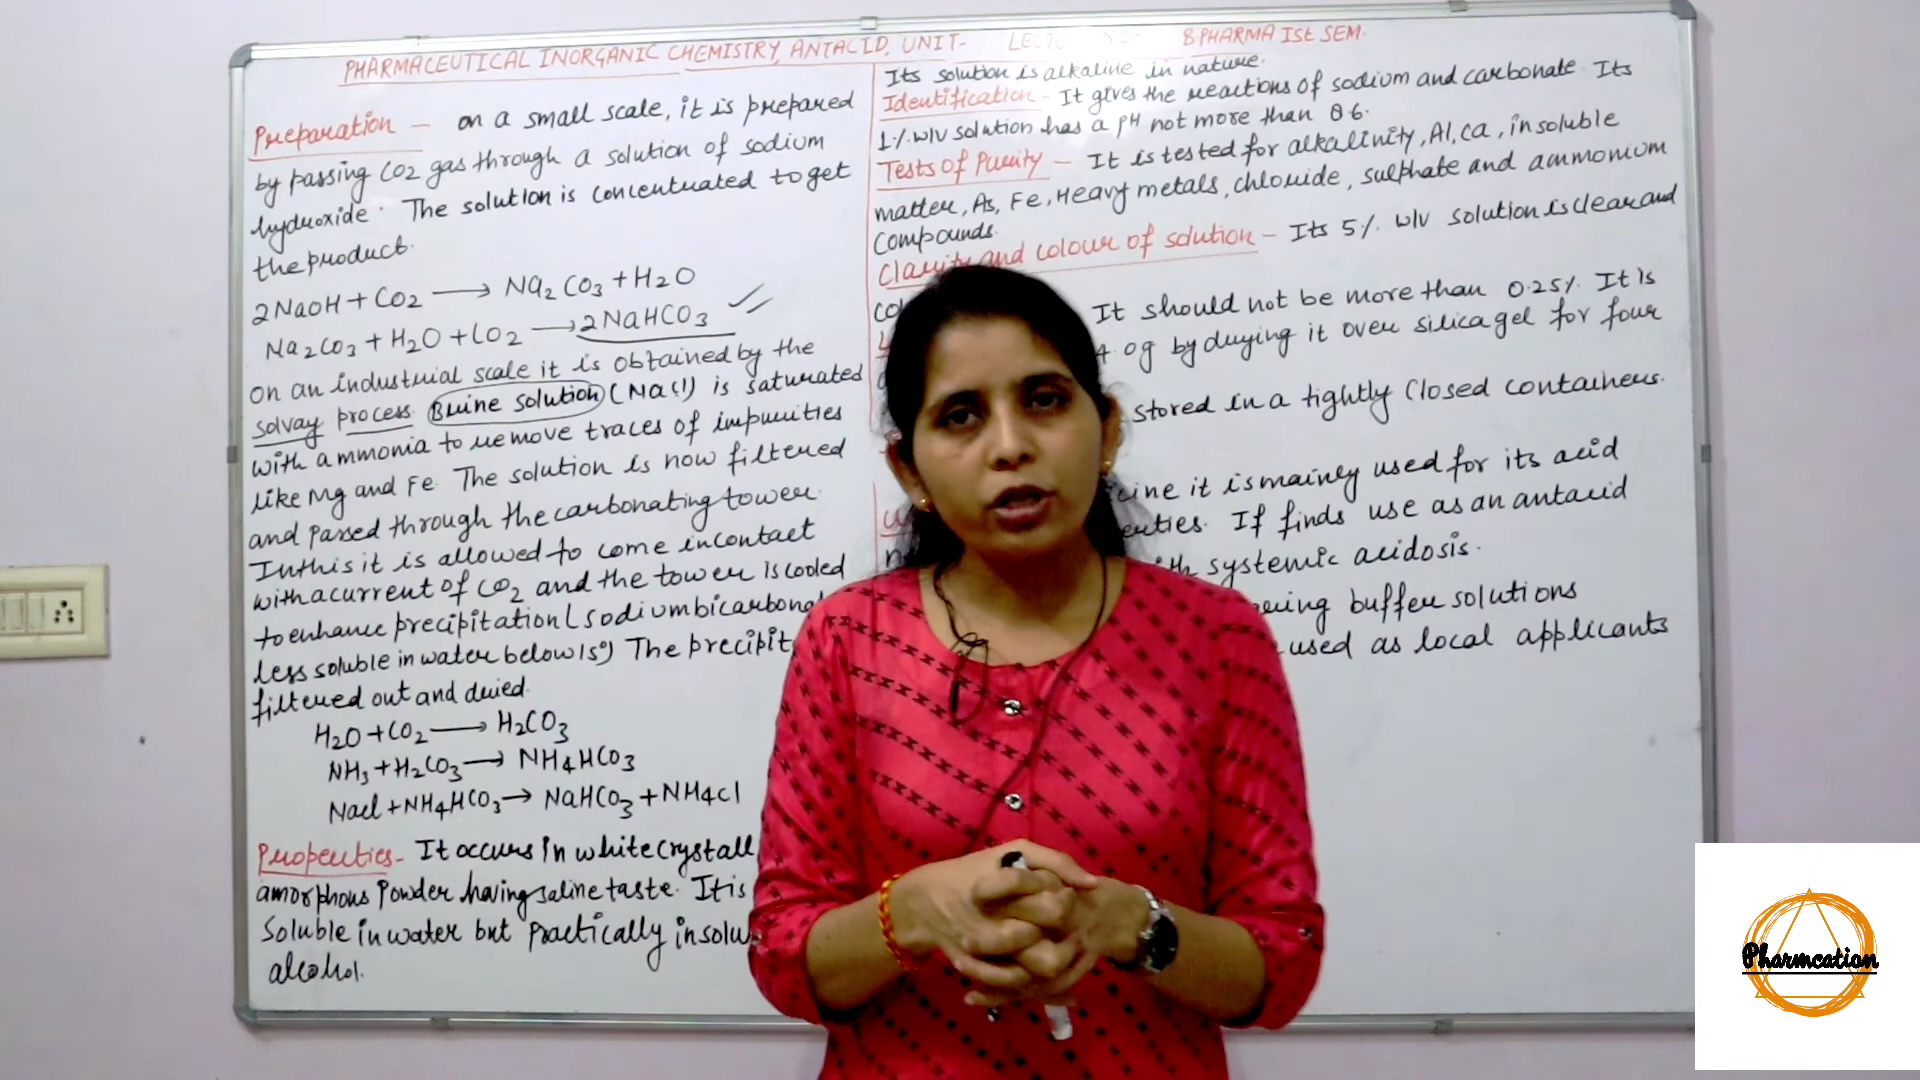 PHARMACEUTICAL INORGANIC CHEMISTRY, ANTACID, UNIT- B PHARMA Ist SEM.
Preparation - on a small scale, it is prepared
by passing CO2 gas through a solution of sodium
hydroxide. The solution is concentrated to get
the product.
2NaOH + CO2 → Na2CO3 + H2O
Na2CO3 + H2O + CO2 → 2NaHCO3
on an industrial scale it is obtained by the
solvay process. Brine solution (NaCl) is saturated
with ammonia to remove traces of impurities
like Mg and Fe. The solution is now filtered
and passed through the carbonating tower.
In this it is allowed to come in contact
with a current of CO2 and the tower is cooled
to enhance precipitation (sodium bicarbonat
less soluble in water below 15°) The precipit
filtered out and dried.
H2O + CO2 → H2CO3
NH3 + H2CO3 → NH4HCO3
Nacl + NH4HCO3 → NaHCO3 + NH4cl
Properties - It occurs in white crystall
amorphous powder having saline taste. It is
Soluble in water but practically insolu
alcohol.
Its solution is alkaline in nature.
Identification - It gives the reactions of sodium and carbonate. Its
1% w/v solution has a pH not more than 8.6.
Tests of Purity - It is tested for alkalinity, Al, Ca, insoluble
matter, As, Fe, Heavy metals, chloride, sulphate and ammonium
compounds.
Clarity and colour of solution - Its 5% w/v solution is clear and
col
It should not be more than 0.25%. It is
4.0g by drying it over silica gel for four
stored in a tightly closed containers.
cine it is mainly used for its acid
erties. If finds use as an antacid
ith systemic acidosis.
ering buffer solutions
used as local applicants
Pharmcation